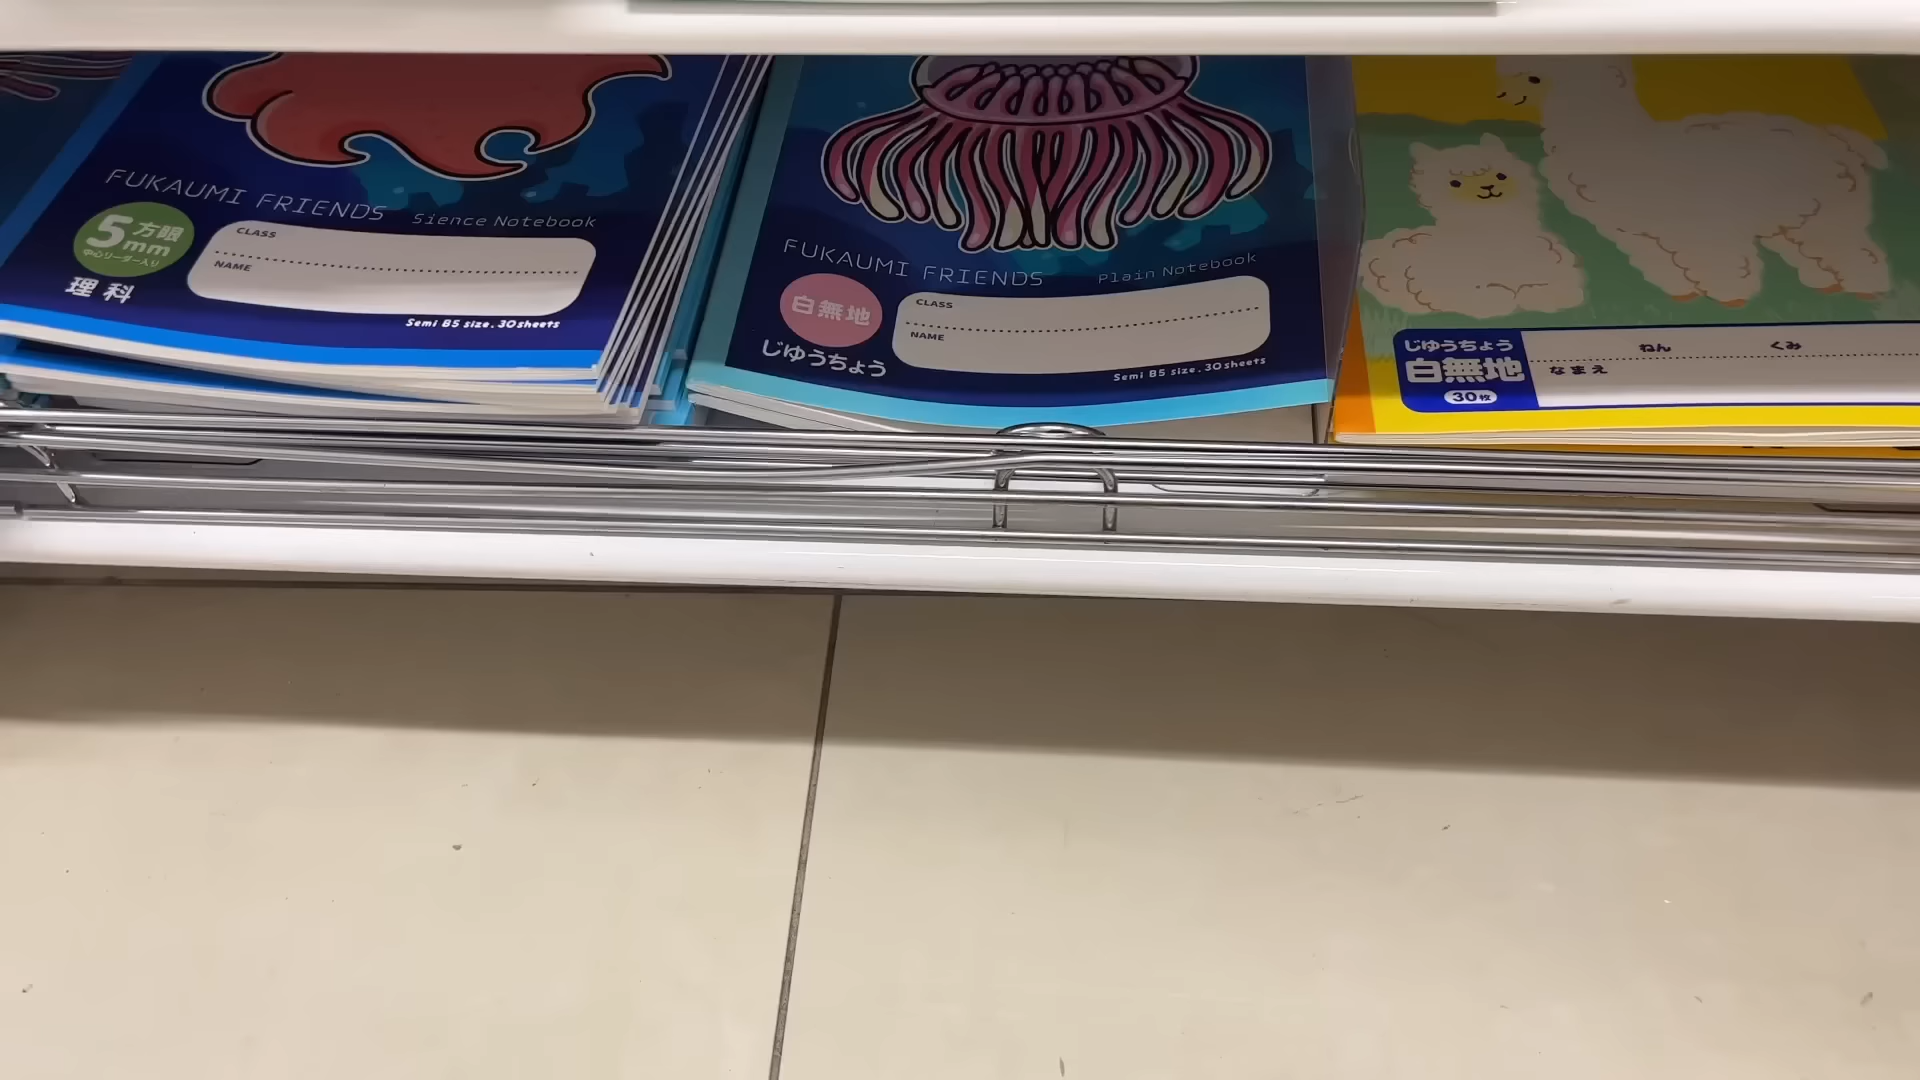 FUKAUMI FRIENDS
Sience Notebook
5mm 方眼
中心リーダー入り
理科
CLASS
NAME
Semi B5 size. 30sheets
FUKAUMI FRIENDS
Plain Notebook
白無地
じゆうちょう
CLASS
NAME
Semi B5 size. 30sheets
じゆうちょう
白無地
30枚
ねん くみ
なまえ